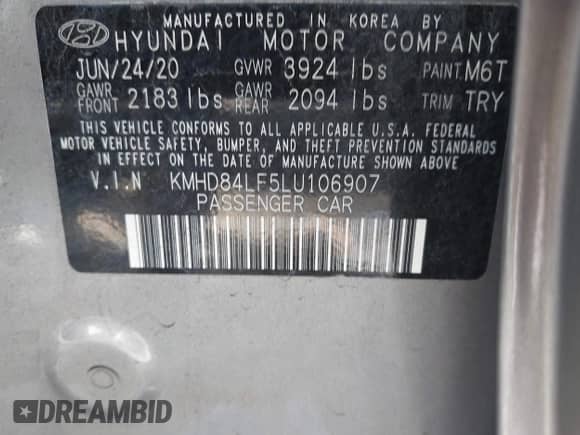 MANUFACTURED IN KOREA BY
HYUNDAI MOTOR COMPANY
JUN/24/20 GVWR 3924 lbs PAINT M6T
GAWR FRONT 2183 lbs GAWR REAR 2094 lbs TRIM TRY
THIS VEHICLE CONFORMS TO ALL APPLICABLE U.S.A. FEDERAL
MOTOR VEHICLE SAFETY, BUMPER, AND THEFT PREVENTION STANDARDS
IN EFFECT ON THE DATE OF MANUFACTURE SHOWN ABOVE
V.I.N KMHD84LF5LU106907
PASSENGER CAR
DREAMBID